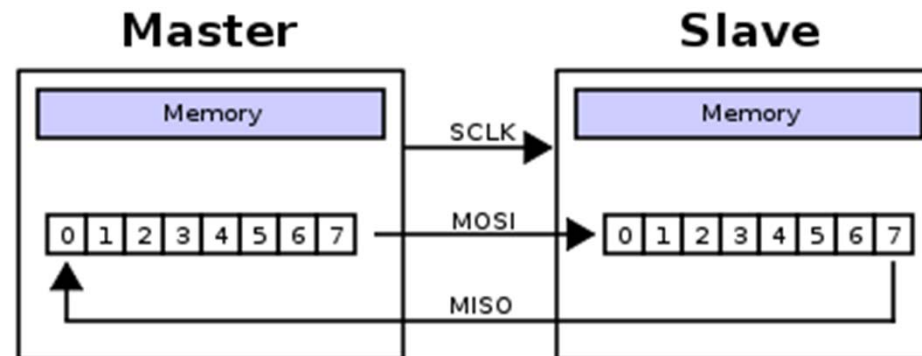 Master Slave
Memory Memory
SCLK
MOSI
0 1 2 3 4 5 6 7 0 1 2 3 4 5 6 7
MISO